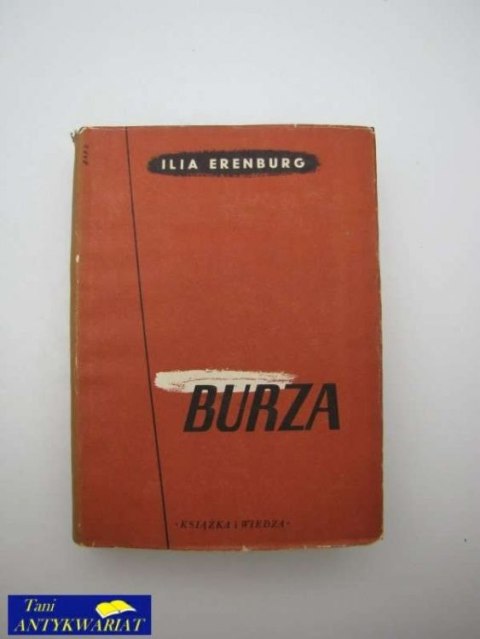 ILIA ERENBURG
BURZA
·KSIĄŻKA I WIEDZA·
Tani
ANTYKWARIAT